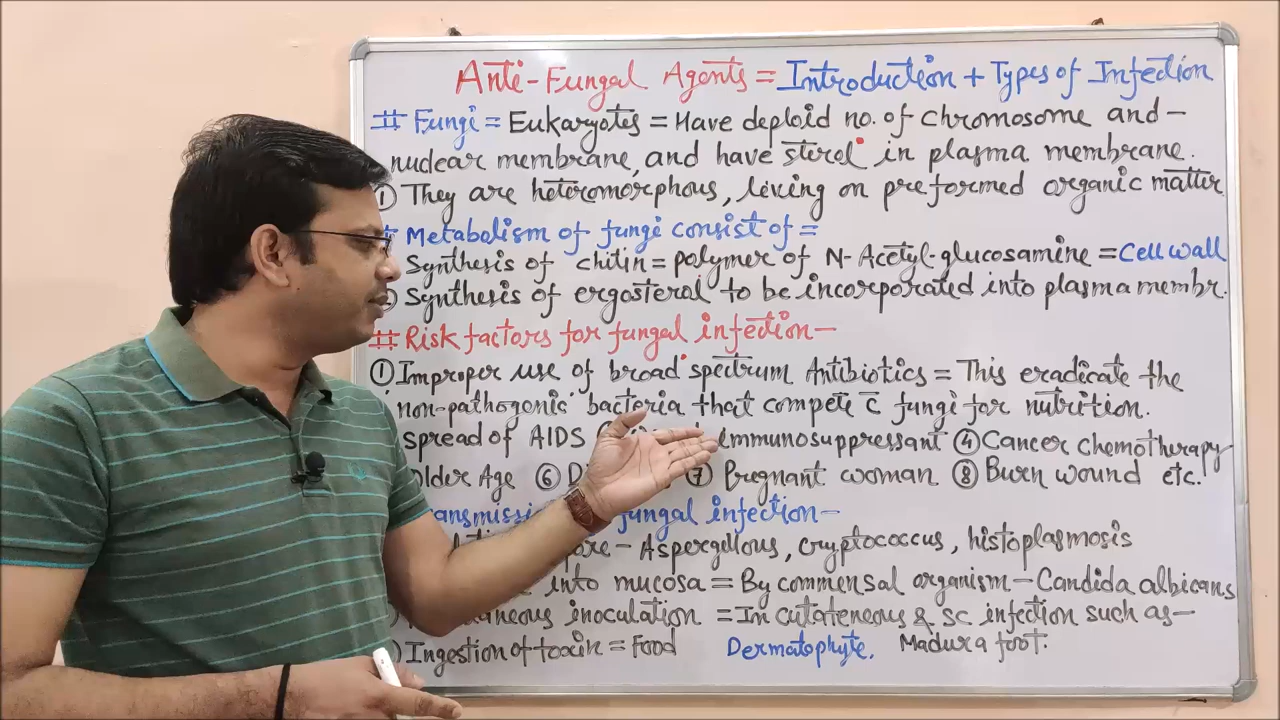 Anti-Fungal Agents = Introduction + Types of Infection
# Fungi = Eukaryotes = Have deploid no. of chromosome and -
nuclear membrane, and have sterol in plasma membrane.
① They are heteromorphous, living on preformed organic matter
# Metabolism of fungi consist of =
Synthesis of chitin = polymer of N-Acetyl-glucosamine = Cell wall
② Synthesis of ergosterol to be incorporated into plasma membr.
# Risk factors for fungal infection -
① Improper use of broad spectrum Antibiotics = This eradicate the
non-pathogenic bacteria that compete c̄ fungi for nutrition.
spread of AIDS immunosuppressant ④ Cancer chemotherapy
Older Age ⑥ ⑦ Pregnant woman ⑧ Burn wound etc.
fungal infection -
- Aspergillous, cryptococcus, histoplasmosis
into mucosa = By commensal organism - Candida albicans
inoculation = In cutateneous & SC infection such as -
) Ingestion of toxin = Food Dermatophyte, Madura foot.